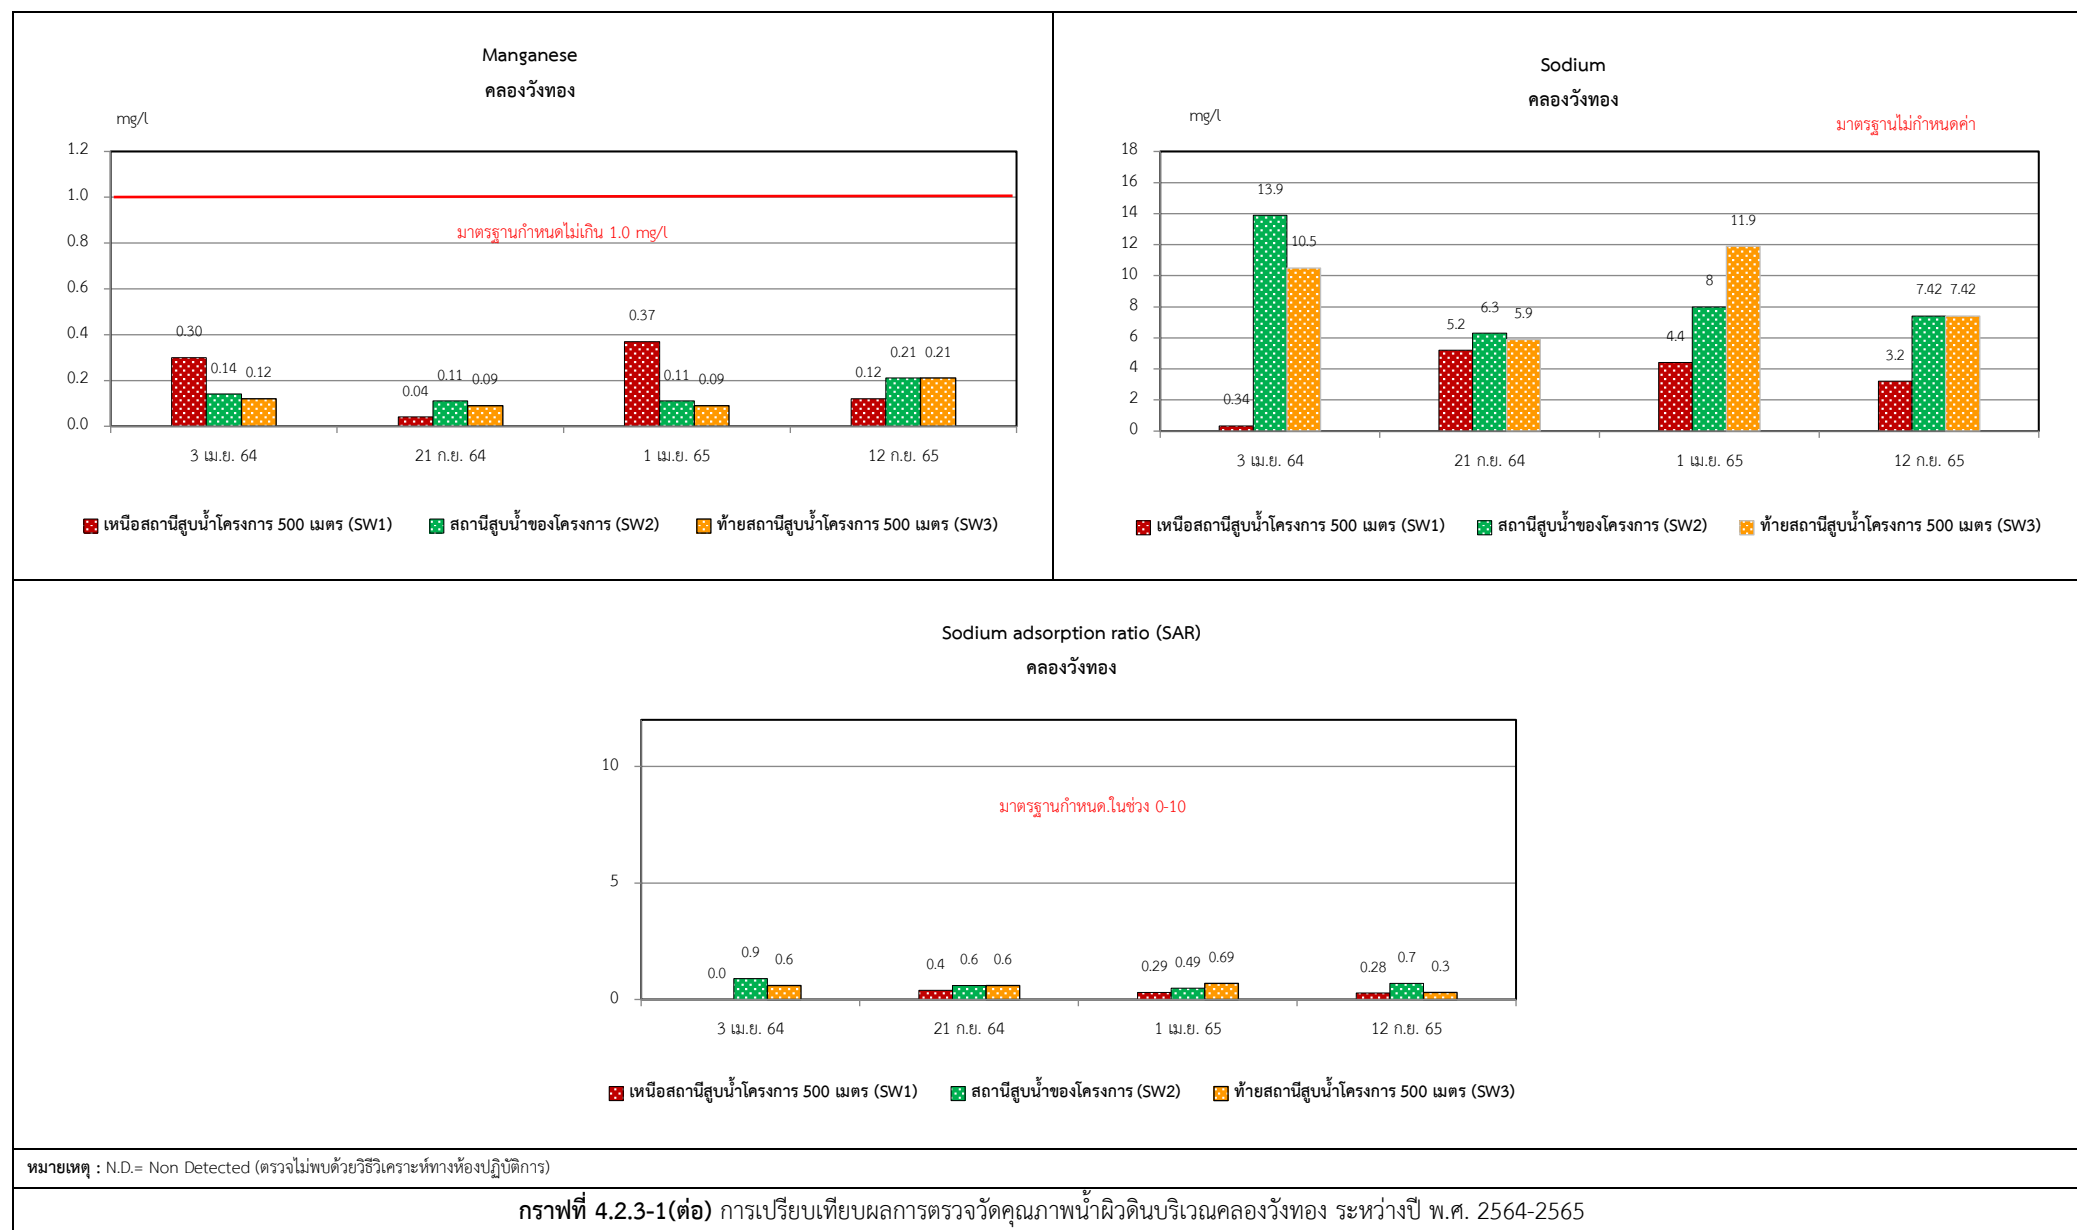 Manganese
คลองวังทอง
mg/l
1.2
1.0
0.8
0.6
0.4
0.2
0.0
มาตรฐานกำหนดไม่เกิน 1.0 mg/l
0.30 0.14 0.12
0.04 0.11 0.09
0.37 0.11 0.09
0.12 0.21 0.21
3 เม.ย. 64 21 ก.ย. 64 1 เม.ย. 65 12 ก.ย. 65
เหนือสถานีสูบน้ำโครงการ 500 เมตร (SW1) สถานีสูบน้ำของโครงการ (SW2) ท้ายสถานีสูบน้ำโครงการ 500 เมตร (SW3)
Sodium
คลองวังทอง
mg/l
มาตรฐานไม่กำหนดค่า
18
16
14
12
10
8
6
4
2
0
0.34 13.9 10.5
5.2 6.3 5.9
4.4 8 11.9
3.2 7.42 7.42
3 เม.ย. 64 21 ก.ย. 64 1 เม.ย. 65 12 ก.ย. 65
เหนือสถานีสูบน้ำโครงการ 500 เมตร (SW1) สถานีสูบน้ำของโครงการ (SW2) ท้ายสถานีสูบน้ำโครงการ 500 เมตร (SW3)
Sodium adsorption ratio (SAR)
คลองวังทอง
10
5
0
มาตรฐานกำหนด.ในช่วง 0-10
0.0 0.9 0.6
0.4 0.6 0.6
0.29 0.49 0.69
0.28 0.7 0.3
3 เม.ย. 64 21 ก.ย. 64 1 เม.ย. 65 12 ก.ย. 65
เหนือสถานีสูบน้ำโครงการ 500 เมตร (SW1) สถานีสูบน้ำของโครงการ (SW2) ท้ายสถานีสูบน้ำโครงการ 500 เมตร (SW3)
หมายเหตุ : N.D.= Non Detected (ตรวจไม่พบด้วยวิธีวิเคราะห์ทางห้องปฏิบัติการ)
กราฟที่ 4.2.3-1(ต่อ) การเปรียบเทียบผลการตรวจวัดคุณภาพน้ำผิวดินบริเวณคลองวังทอง ระหว่างปี พ.ศ. 2564-2565